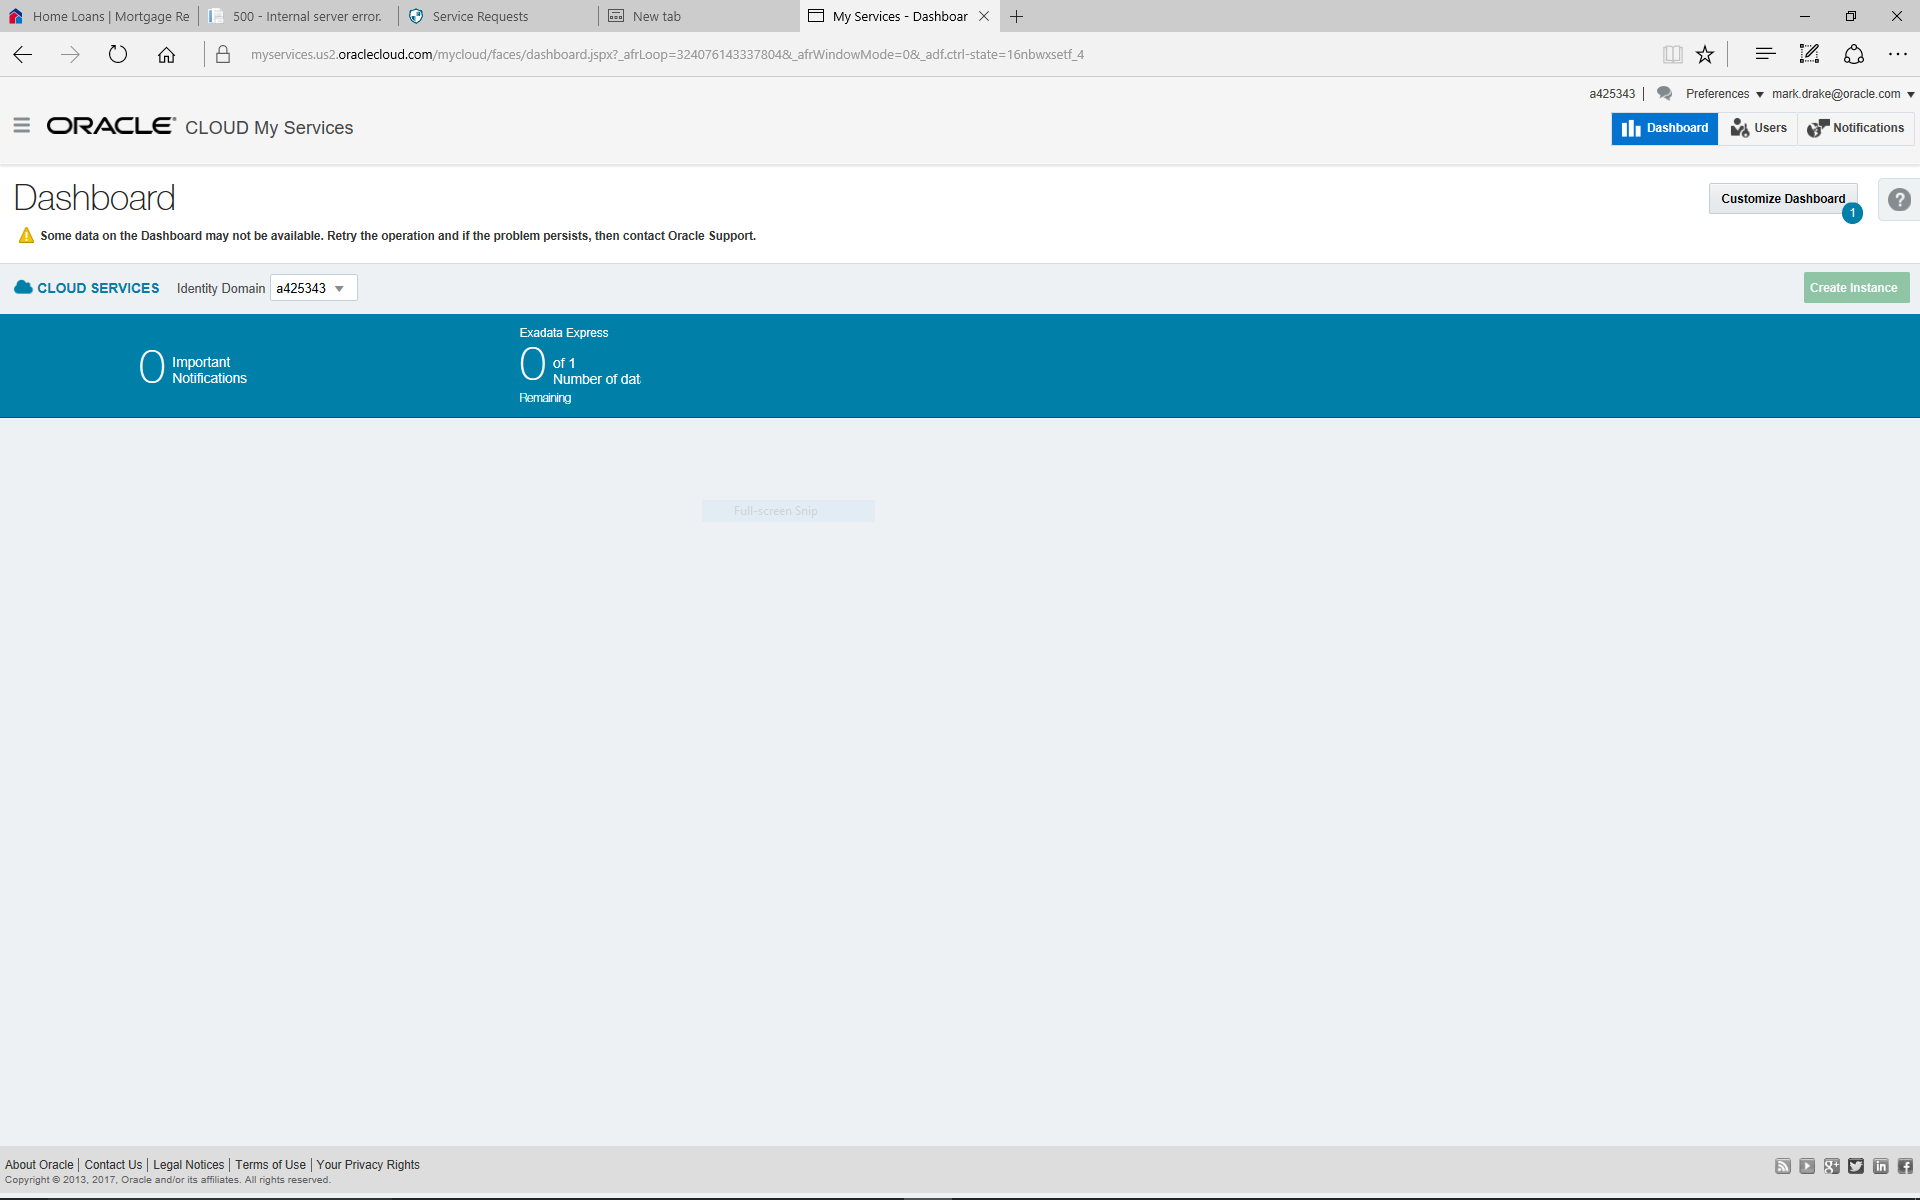 Home Loans | Mortgage Re
500 - Internal server error.
Service Requests
New tab
My Services - Dashboar
myservices.us2.oraclecloud.com/mycloud/faces/dashboard.jspx?_afrLoop=324076143337804&_afrWindowMode=0&_adf.ctrl-state=16nbwxsetf_4
a425343 | Preferences mark.drake@oracle.com
ORACLE CLOUD My Services
Dashboard Users Notifications
Dashboard
Customize Dashboard 1
?
Some data on the Dashboard may not be available. Retry the operation and if the problem persists, then contact Oracle Support.
CLOUD SERVICES Identity Domain a425343
Create Instance
0 Important
Notifications
Exadata Express
0 of 1
Number of dat
Remaining
Full-screen Snip
About Oracle | Contact Us | Legal Notices | Terms of Use | Your Privacy Rights
Copyright © 2013, 2017, Oracle and/or its affiliates. All rights reserved.